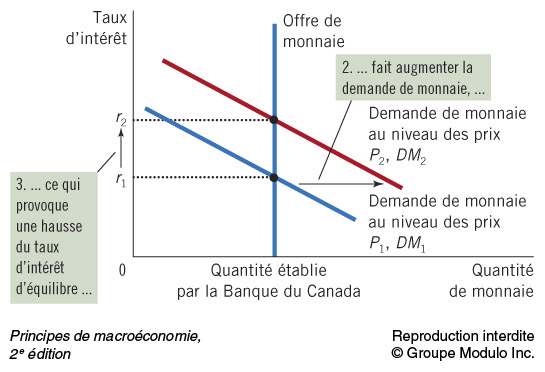 Taux
d'intérêt
Offre de
monnaie
2. ... fait augmenter la
demande de monnaie, ...
Demande de monnaie
au niveau des prix
P2, DM2
r2
r1
3. ... ce qui
provoque
une hausse
du taux
d'intérêt
d'équilibre ...
Demande de monnaie
au niveau des prix
P1, DM1
0
Quantité établie
par la Banque du Canada
Quantité
de monnaie
Principes de macroéconomie,
2e édition
Reproduction interdite
© Groupe Modulo Inc.